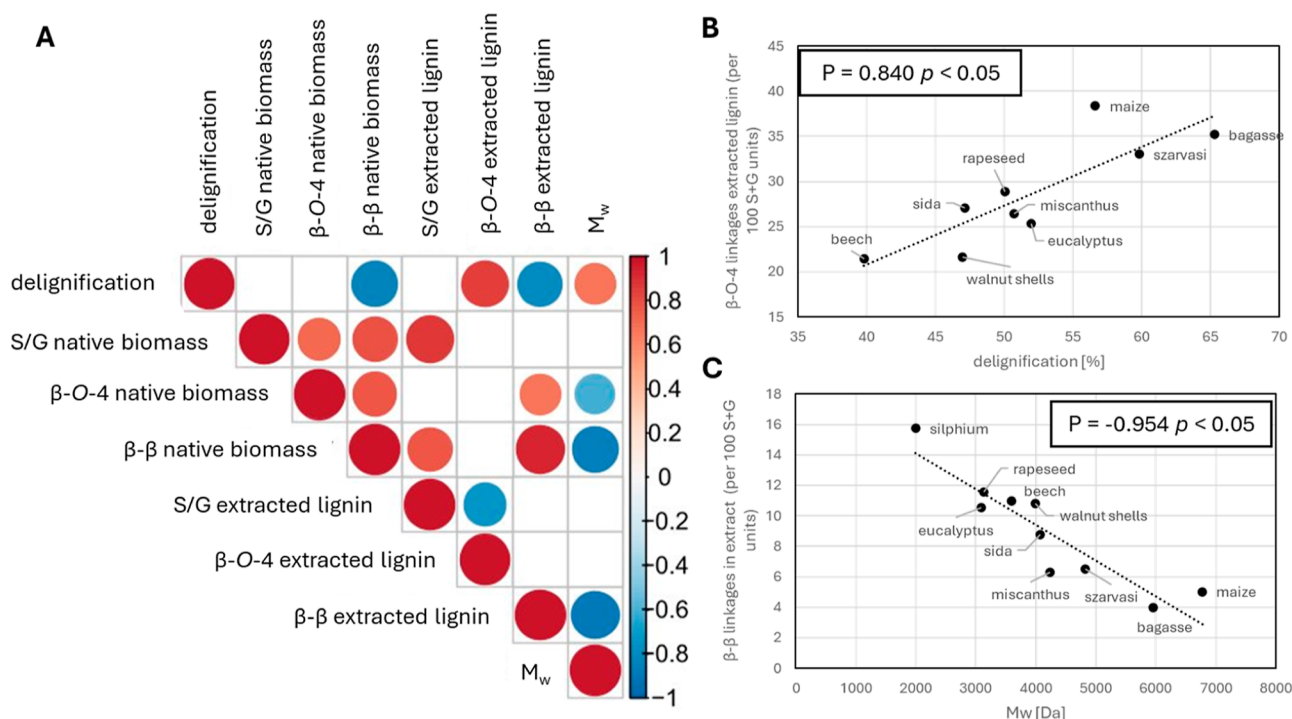 A
delignification
S/G native biomass
β-O-4 native biomass
β-β native biomass
S/G extracted lignin
β-O-4 extracted lignin
β-β extracted lignin
Mw
delignification
S/G native biomass
β-O-4 native biomass
β-β native biomass
S/G extracted lignin
β-O-4 extracted lignin
β-β extracted lignin
Mw
1
0.8
0.6
0.4
0.2
0
-0.2
-0.4
-0.6
-0.8
-1
B
β-O-4 linkages extracted lignin (per
100 S+G units)
45
40
35
30
25
20
15
P = 0.840 p < 0.05
maize
bagasse
szarvasi
rapeseed
sida
miscanthus
eucalyptus
beech
walnut shells
35 40 45 50 55 60 65 70
delignification [%]
C
β-β linkages in extract (per 100 S+G
units)
18
16
14
12
10
8
6
4
2
0
P = -0.954 p < 0.05
silphium
rapeseed
beech
walnut shells
eucalyptus
sida
miscanthus
szarvasi
maize
bagasse
0 1000 2000 3000 4000 5000 6000 7000 8000
Mw [Da]